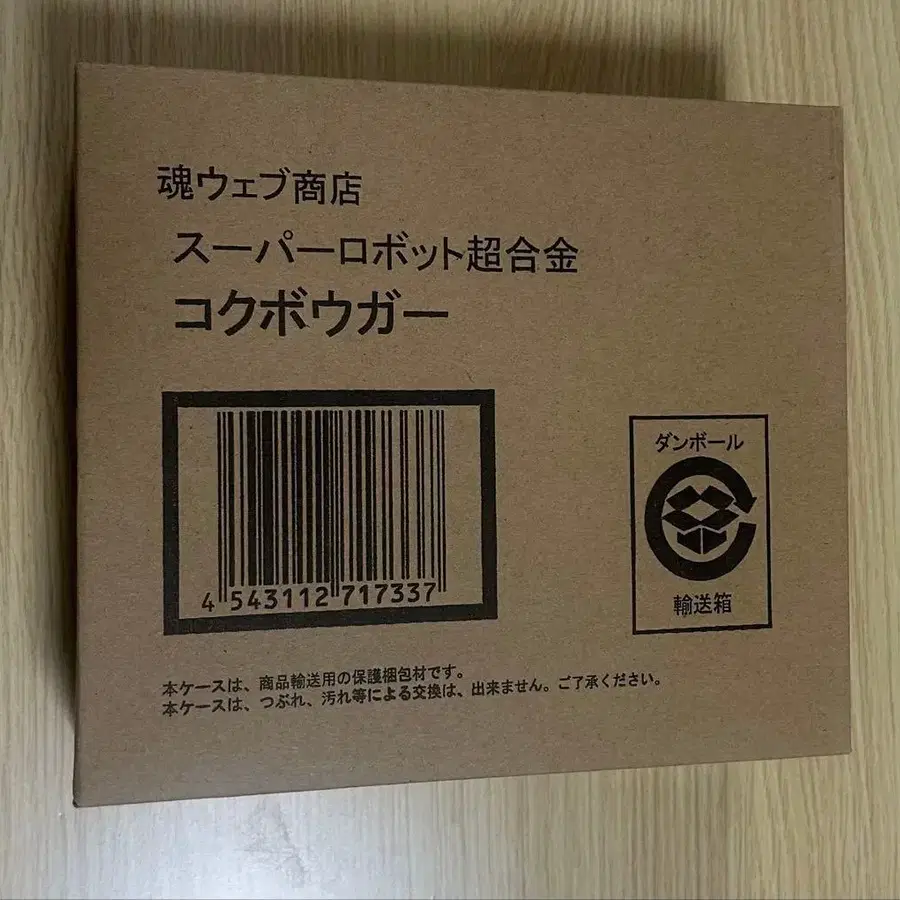 魂ウェブ商店
スーパーロボット超合金
コクボウガー
4 543112 717337
ダンボール
輸送箱
本ケースは、商品輸送用の保護梱包材です。
本ケースは、つぶれ、汚れ等による交換は、出来ません。ご了承ください。